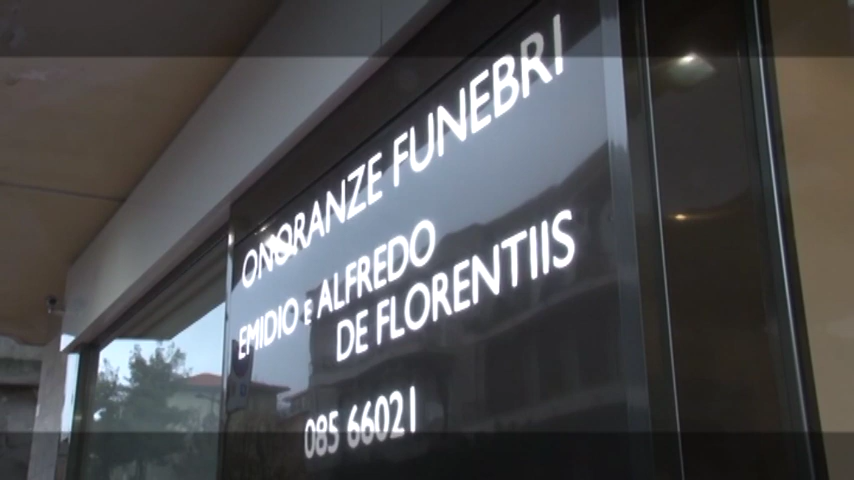 ONORANZE FUNEBRI
EMIDIO E ALFREDO
DE FLORENTIIS
085 66021